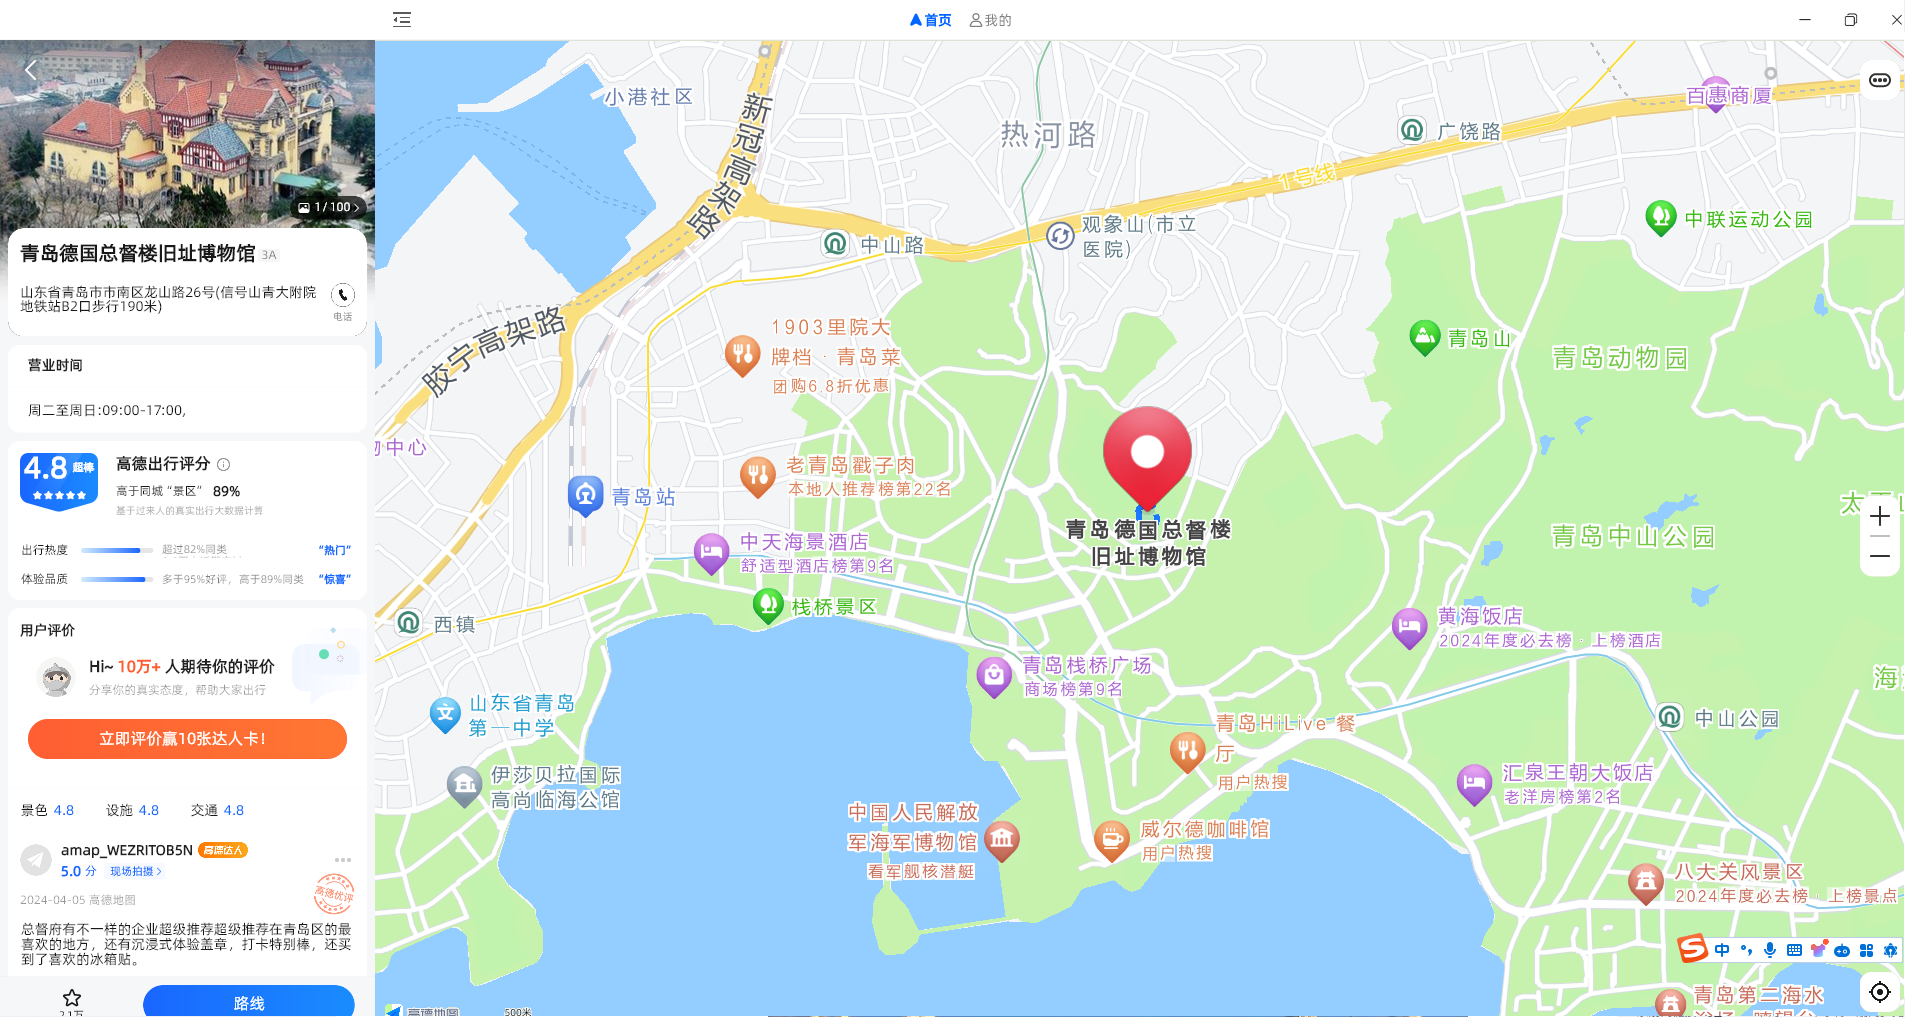 首页
我的
1 / 100
青岛德国总督楼旧址博物馆 3A
山东省青岛市市南区龙山路26号(信号山青大附院
地铁站B2口步行190米)
电话
营业时间
周二至周日:09:00-17:00,
4.8 超棒
高德出行评分
高于同城“景区” 89%
基于过来人的真实出行大数据计算
出行热度 超过82%同类 “热门”
体验品质 多于95%好评，高于89%同类 “惊喜”
用户评价
Hi~ 10万+ 人期待你的评价
分享你的真实态度，帮助大家出行
立即评价赢10张达人卡!
景色 4.8 设施 4.8 交通 4.8
amap_WEZRITOB5N 高德达人
5.0 分 现场拍摄
2024-04-05 高德地图
高德优评
总督府有不一样的企业超级推荐超级推荐在青岛区的最
喜欢的地方，还有沉浸式体验盖章，打卡特别棒，还买
到了喜欢的冰箱贴。
2.1万
路线
小港社区
新冠高架路
热河路
广饶路
百惠商厦
1号线
中联运动公园
观象山(市立
医院)
中山路
胶宁高架路
1903里院大
牌档 · 青岛菜
团购6.8折优惠
青岛山
青岛动物园
中心
青岛站
老青岛戳子肉
本地人推荐榜第22名
青岛德国总督楼
旧址博物馆
青岛中山公园
中天海景酒店
舒适型酒店榜第9名
栈桥景区
西镇
黄海饭店
2024年度必去榜 · 上榜酒店
青岛栈桥广场
商场榜第9名
山东省青岛
第一中学
青岛HiLive 餐
厅
用户热搜
中山公园
伊莎贝拉国际
高尚临海公馆
汇泉王朝大饭店
老洋房榜第2名
中国人民解放
军海军博物馆
看军舰核潜艇
威尔德咖啡馆
用户热搜
八大关风景区
2024年度必去榜 · 上榜景点
中
青岛第二海水
高德地图
500米